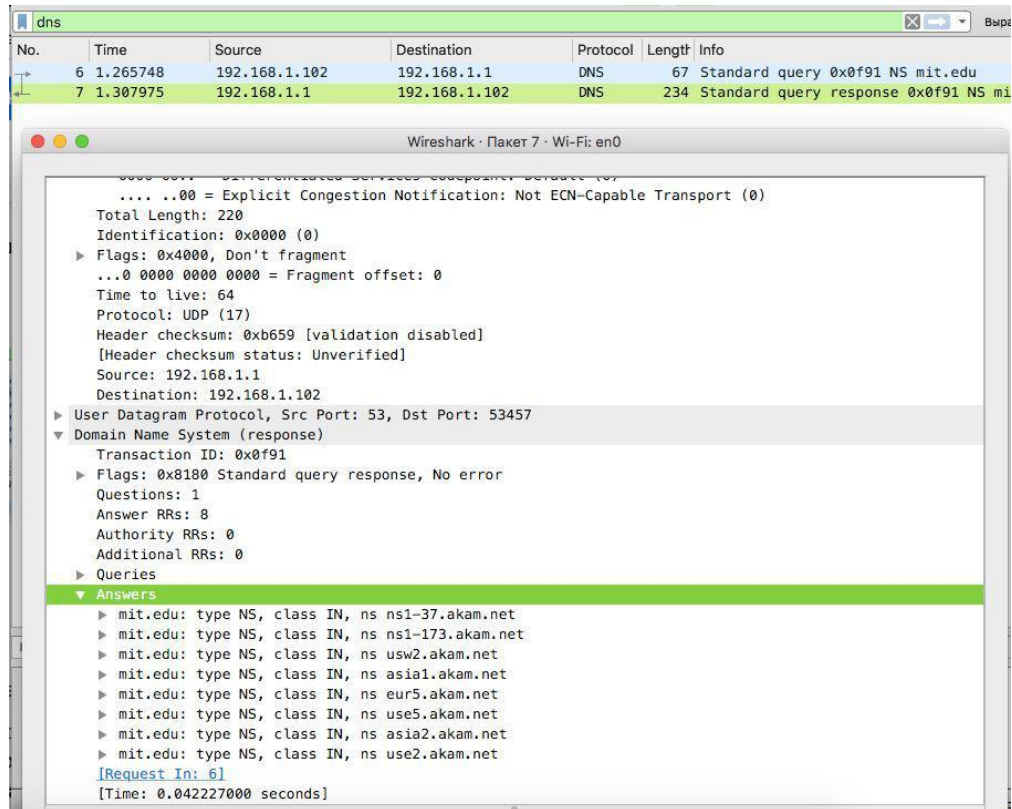 dns
Выра
No. Time Source Destination Protocol Length Info
6 1.265748 192.168.1.102 192.168.1.1 DNS 67 Standard query 0x0f91 NS mit.edu
7 1.307975 192.168.1.1 192.168.1.102 DNS 234 Standard query response 0x0f91 NS mi
Wireshark · Пакет 7 · Wi-Fi: en0
.... ..00 = Explicit Congestion Notification: Not ECN-Capable Transport (0)
Total Length: 220
Identification: 0x0000 (0)
Flags: 0x4000, Don't fragment
...0 0000 0000 0000 = Fragment offset: 0
Time to live: 64
Protocol: UDP (17)
Header checksum: 0xb659 [validation disabled]
[Header checksum status: Unverified]
Source: 192.168.1.1
Destination: 192.168.1.102
User Datagram Protocol, Src Port: 53, Dst Port: 53457
Domain Name System (response)
Transaction ID: 0x0f91
Flags: 0x8180 Standard query response, No error
Questions: 1
Answer RRs: 8
Authority RRs: 0
Additional RRs: 0
Queries
Answers
mit.edu: type NS, class IN, ns ns1-37.akam.net
mit.edu: type NS, class IN, ns ns1-173.akam.net
mit.edu: type NS, class IN, ns usw2.akam.net
mit.edu: type NS, class IN, ns asia1.akam.net
mit.edu: type NS, class IN, ns eur5.akam.net
mit.edu: type NS, class IN, ns use5.akam.net
mit.edu: type NS, class IN, ns asia2.akam.net
mit.edu: type NS, class IN, ns use2.akam.net
[Request In: 6]
[Time: 0.042227000 seconds]